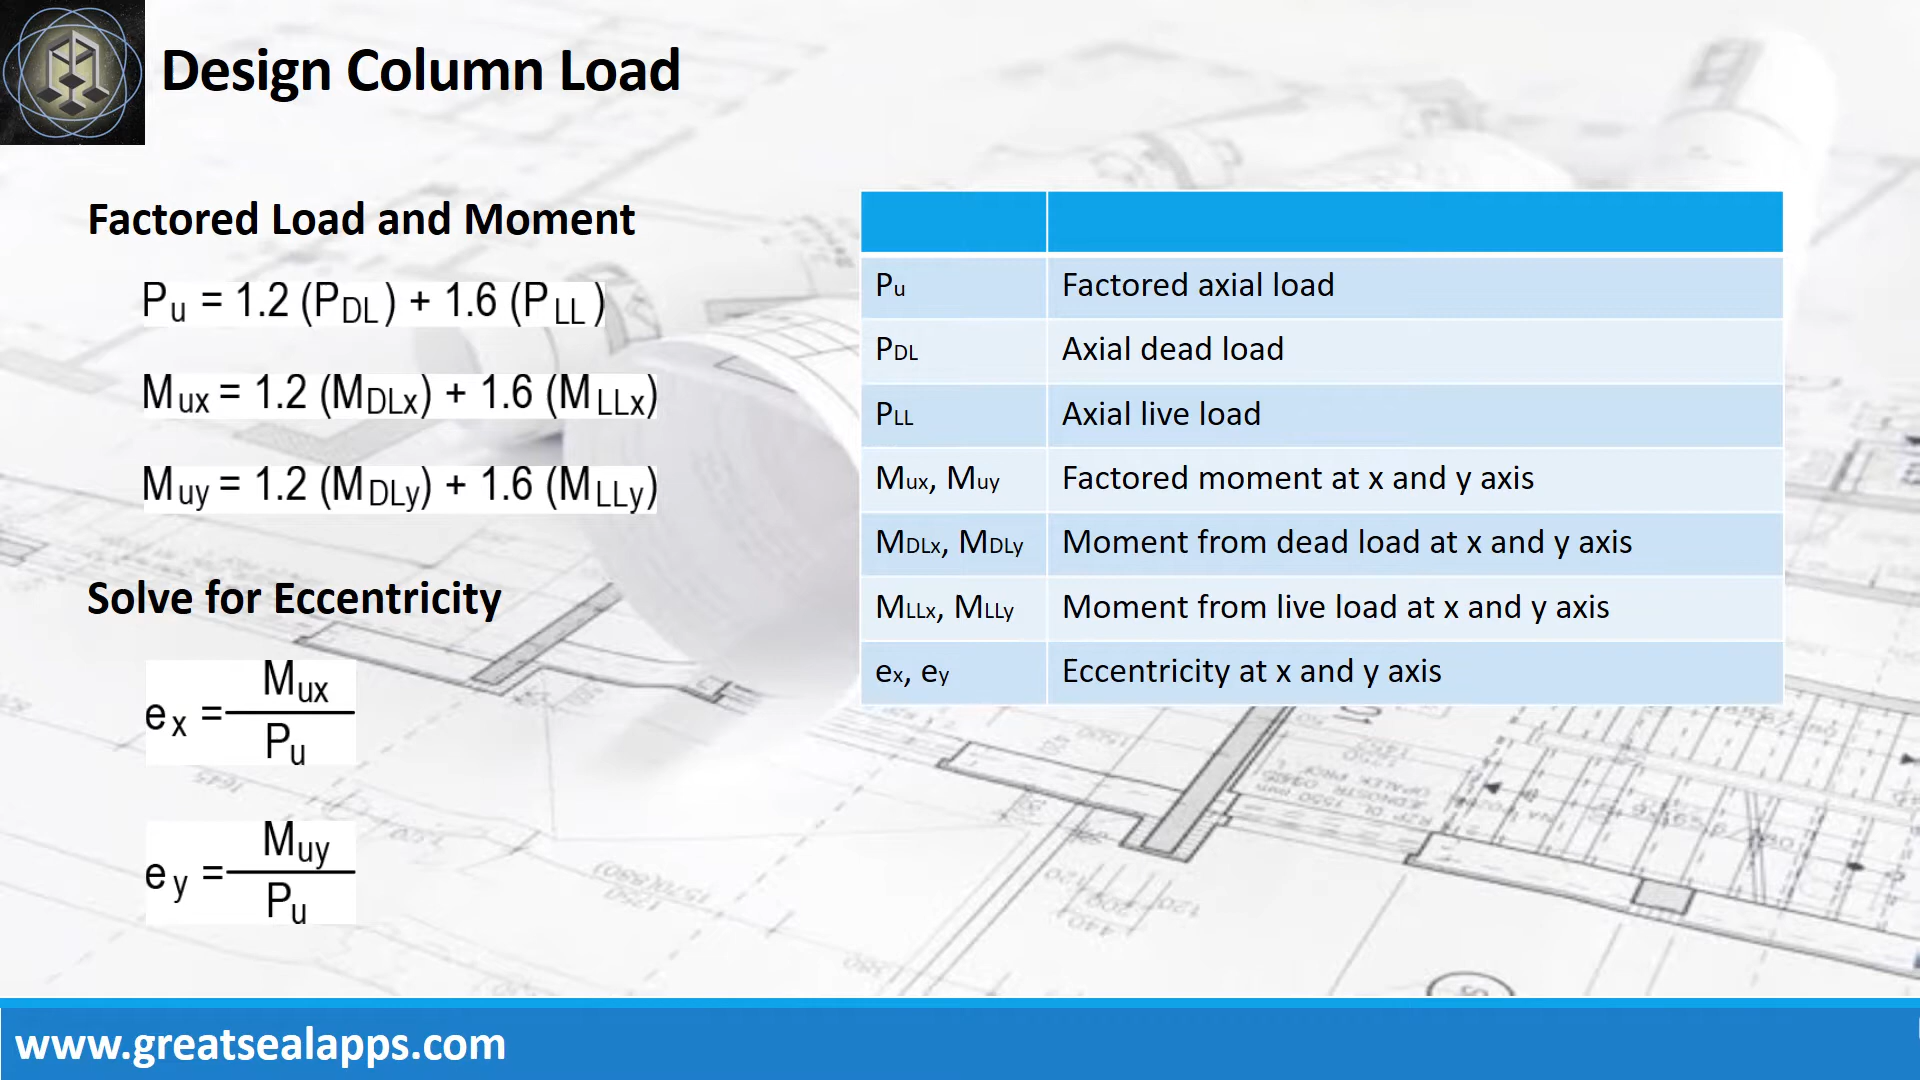 Design Column Load
Factored Load and Moment
Pu = 1.2 (PDL) + 1.6 (PLL)
Mux = 1.2 (MDLx) + 1.6 (MLLx)
Muy = 1.2 (MDLy) + 1.6 (MLLy)
Solve for Eccentricity
ex = Mux / Pu
ey = Muy / Pu
Pu Factored axial load
PDL Axial dead load
PLL Axial live load
Mux, Muy Factored moment at x and y axis
MDLx, MDLy Moment from dead load at x and y axis
MLLx, MLLy Moment from live load at x and y axis
ex, ey Eccentricity at x and y axis
www.greatsealapps.com